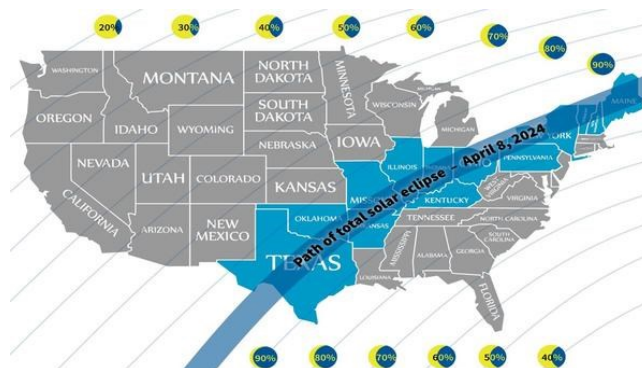 20% 30% 40% 50% 60% 70% 80% 90%
WASHINGTON
MONTANA
NORTH DAKOTA
MINNESOTA
WISCONSIN
MICHIGAN
MAINE
OREGON
IDAHO
WYOMING
SOUTH DAKOTA
IOWA
NEBRASKA
ILLINOIS
PENNSYLVANIA
NEVADA
UTAH
COLORADO
KANSAS
KENTUCKY
VIRGINIA
CALIFORNIA
ARIZONA
NEW MEXICO
TENNESSEE
NORTH CAROLINA
SOUTH CAROLINA
TEXAS
LOUISIANA
MISSISSIPPI
ALABAMA
GEORGIA
FLORIDA
Path of total solar eclipse – April 8, 2024
90% 80% 70% 60% 50% 40%